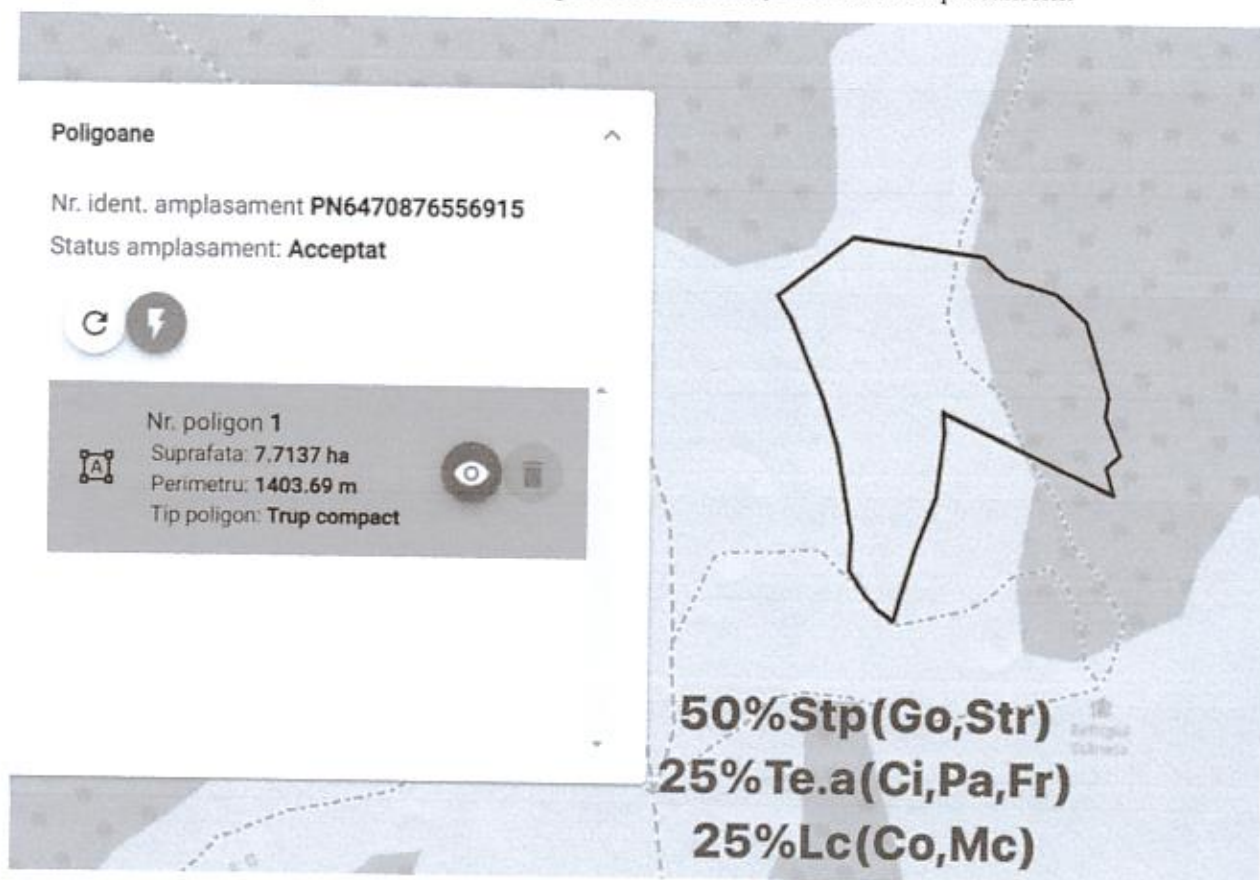 Poligoane
Nr. ident. amplasament PN6470876556915
Status amplasament: Acceptat
Nr. poligon 1
Suprafata: 7.7137 ha
Perimetru: 1403.69 m
Tip poligon: Trup compact
A
50%Stp(Go,Str)
25%Te.a(Ci,Pa,Fr)
25%Lc(Co,Mc)